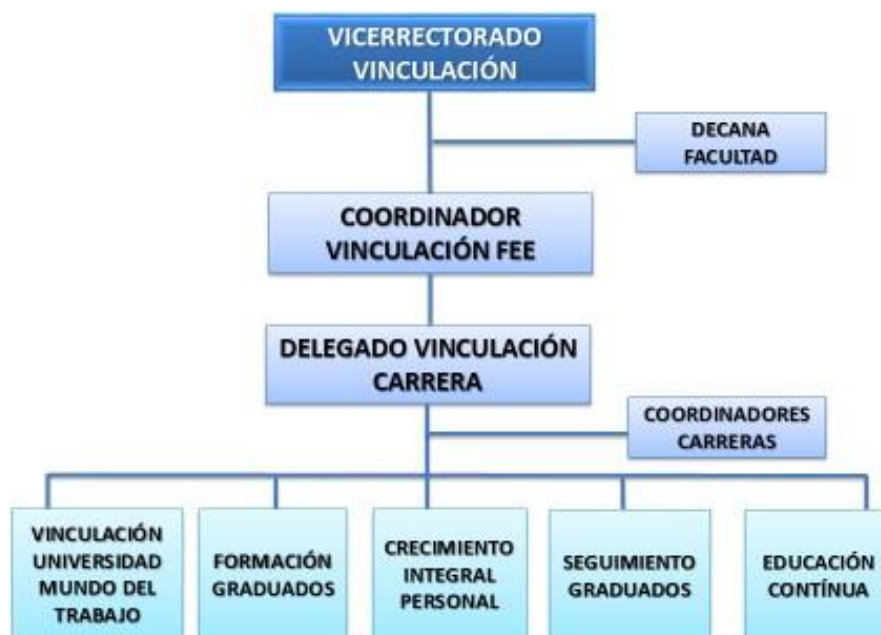 VICERRECTORADO
VINCULACIÓN
DECANA
FACULTAD
COORDINADOR
VINCULACIÓN FEE
DELEGADO VINCULACIÓN
CARRERA
COORDINADORES
CARRERAS
VINCULACIÓN
UNIVERSIDAD
MUNDO DEL
TRABAJO
FORMACIÓN
GRADUADOS
CRECIMIENTO
INTEGRAL
PERSONAL
SEGUIMIENTO
GRADUADOS
EDUCACIÓN
CONTÍNUA